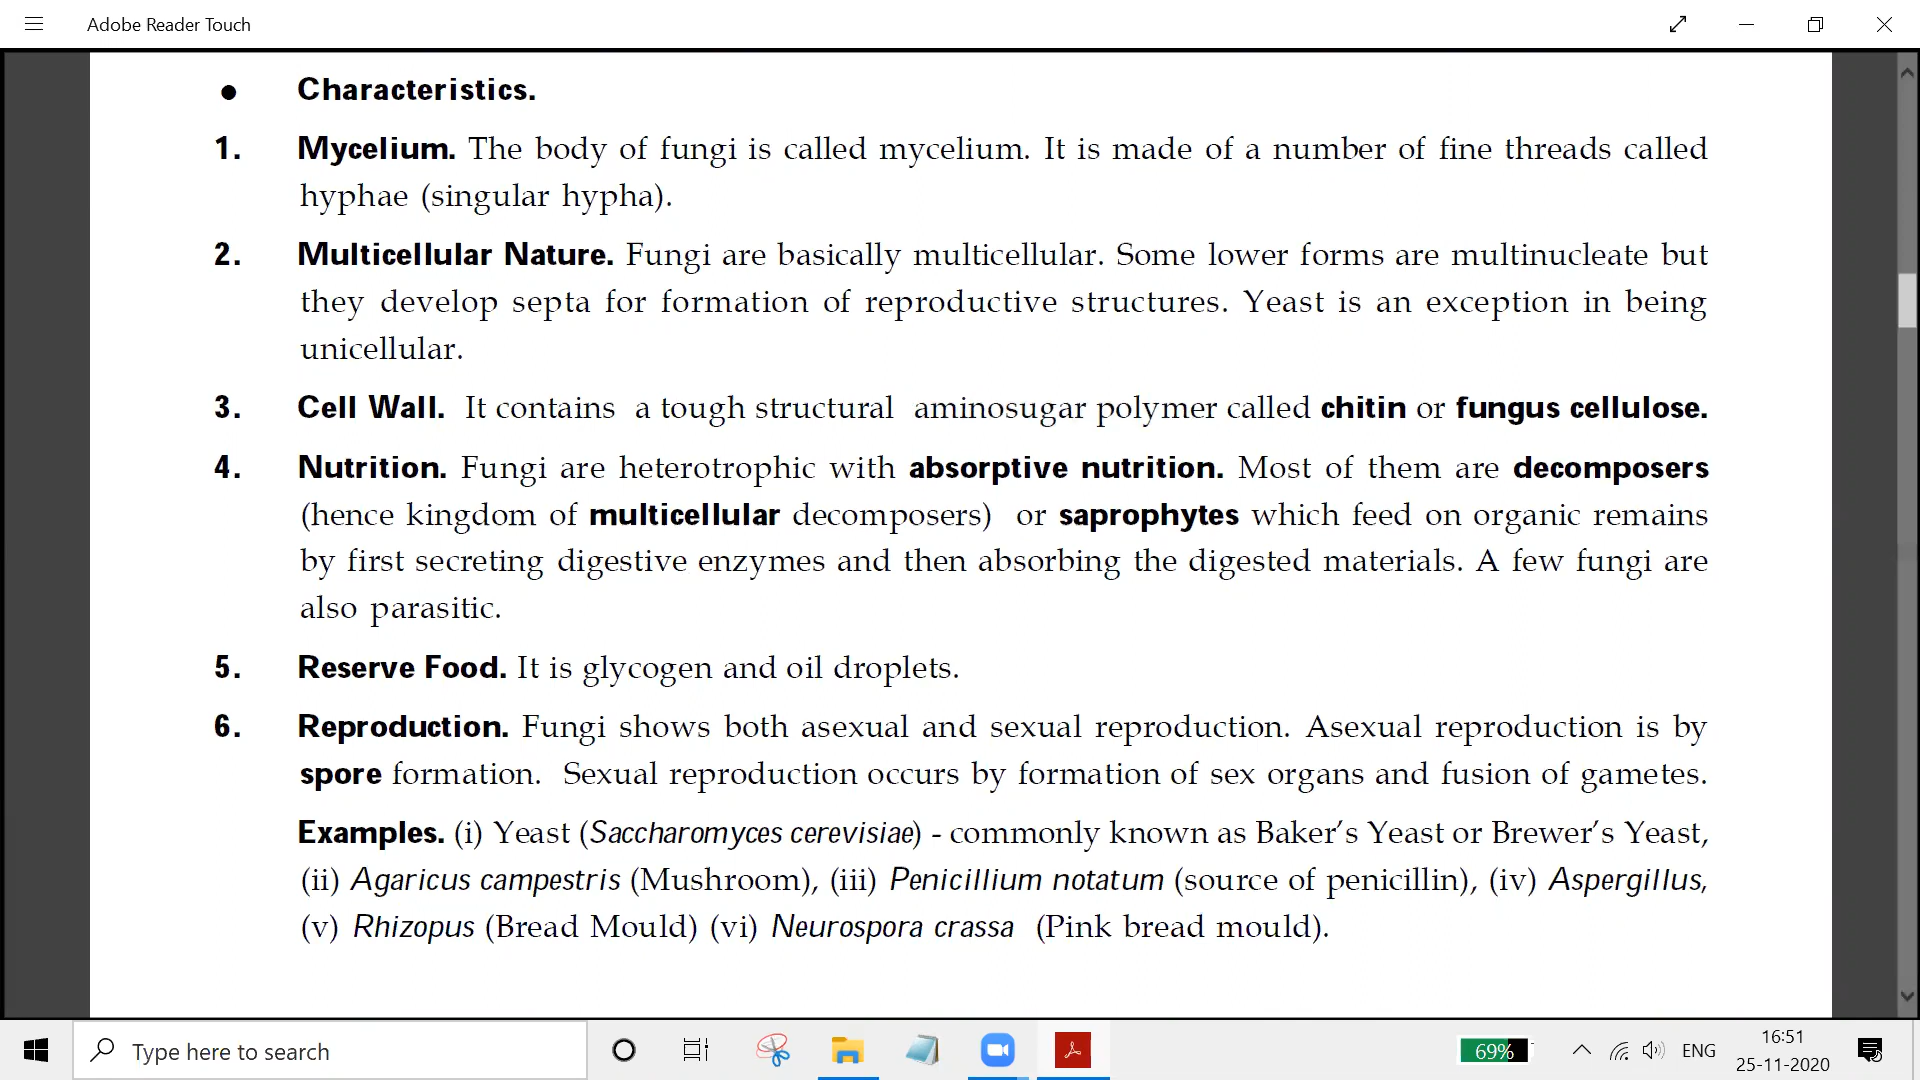 Adobe Reader Touch
● Characteristics.
1. Mycelium. The body of fungi is called mycelium. It is made of a number of fine threads called
hyphae (singular hypha).
2. Multicellular Nature. Fungi are basically multicellular. Some lower forms are multinucleate but
they develop septa for formation of reproductive structures. Yeast is an exception in being
unicellular.
3. Cell Wall. It contains a tough structural aminosugar polymer called chitin or fungus cellulose.
4. Nutrition. Fungi are heterotrophic with absorptive nutrition. Most of them are decomposers
(hence kingdom of multicellular decomposers) or saprophytes which feed on organic remains
by first secreting digestive enzymes and then absorbing the digested materials. A few fungi are
also parasitic.
5. Reserve Food. It is glycogen and oil droplets.
6. Reproduction. Fungi shows both asexual and sexual reproduction. Asexual reproduction is by
spore formation. Sexual reproduction occurs by formation of sex organs and fusion of gametes.
Examples. (i) Yeast (Saccharomyces cerevisiae) - commonly known as Baker's Yeast or Brewer's Yeast,
(ii) Agaricus campestris (Mushroom), (iii) Penicillium notatum (source of penicillin), (iv) Aspergillus,
(v) Rhizopus (Bread Mould) (vi) Neurospora crassa (Pink bread mould).
Type here to search
69%
ENG
16:51
25-11-2020